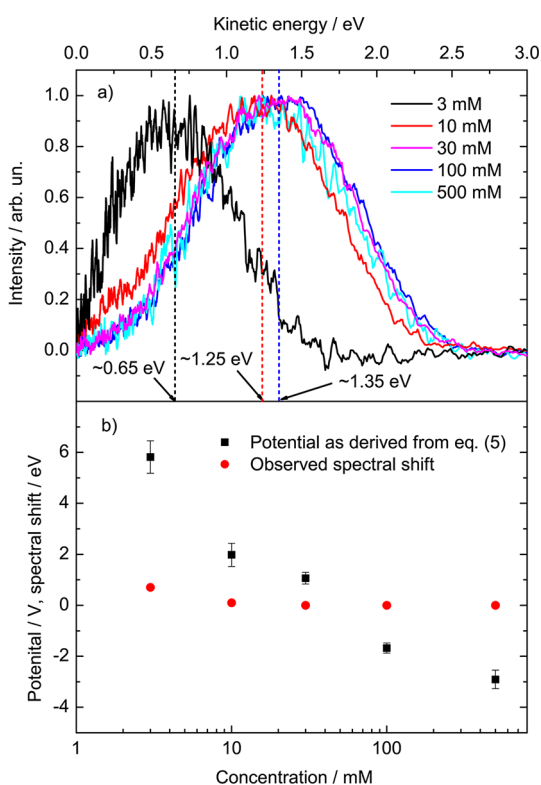 Kinetic energy / eV
0.0 0.5 1.0 1.5 2.0 2.5 3.0
a)
3 mM
10 mM
30 mM
100 mM
500 mM
1.0
0.8
0.6
0.4
0.2
0.0
Intensity / arb. un.
~0.65 eV
~1.25 eV
~1.35 eV
b)
Potential as derived from eq. (5)
Observed spectral shift
6
4
2
0
-2
-4
Potenital / V, spectral shift / eV
1 10 100
Concentration / mM